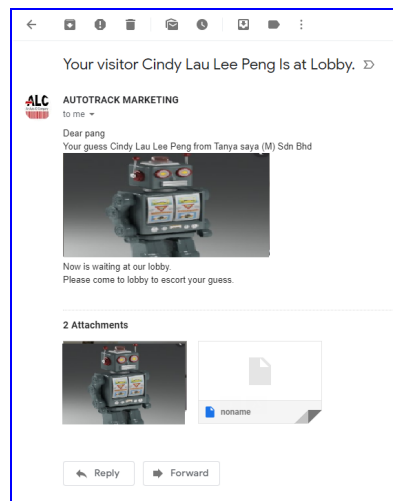 Your visitor Cindy Lau Lee Peng Is at Lobby.
ALC
AUTOTRACK MARKETING
to me
Dear pang
Your guess Cindy Lau Lee Peng from Tanya saya (M) Sdn Bhd
Now is waiting at our lobby.
Please come to lobby to escort your guess.
2 Attachments
noname
Reply
Forward